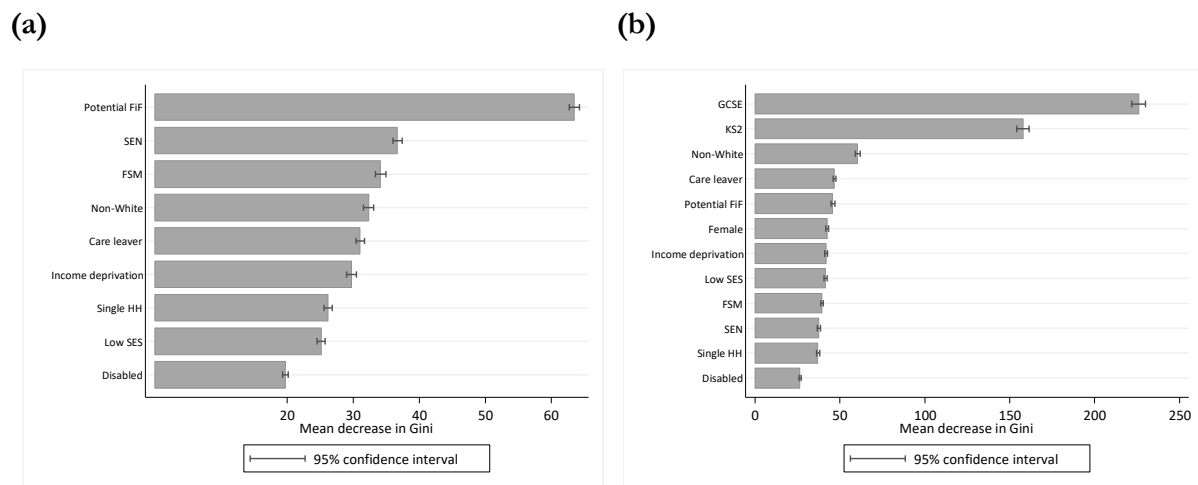 (a)
Potential FiF
SEN
FSM
Non-White
Care leaver
Income deprivation
Single HH
Low SES
Disabled
20 30 40 50 60
Mean decrease in Gini
95% confidence interval
(b)
GCSE
KS2
Non-White
Care leaver
Potential FiF
Female
Income deprivation
Low SES
FSM
SEN
Single HH
Disabled
0 50 100 150 200 250
Mean decrease in Gini
95% confidence interval